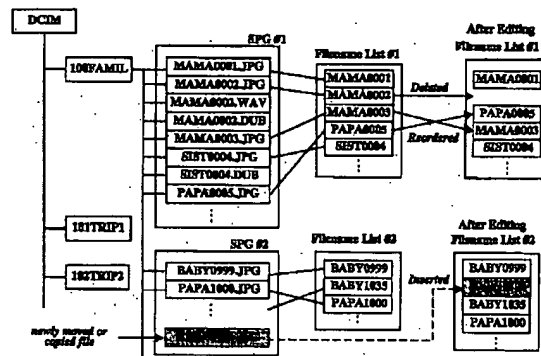 DCIM
100FAMIL
101TRIP1
102TRIP2
SPG #1
MAMA0001.JPG
MAMA0002.JPG
MAMA0002.WAV
MAMA0002.DUB
MAMA0003.JPG
SIST0004.JPG
SIST0004.DUB
PAPA0005.JPG
Filename List #1
MAMA0001
MAMA0002
MAMA0003
PAPA0005
SIST0004
Deleted
Reordered
After Editing
Filename List #1
MAMA0001
PAPA0005
MAMA0003
SIST0004
SPG #2
BABY0999.JPG
PAPA1000.JPG
newly moved or
copied file
Filename List #2
BABY0999
BABY1035
PAPA1000
Inserted
After Editing
Filename List #2
BABY0999
BABY1035
PAPA1000